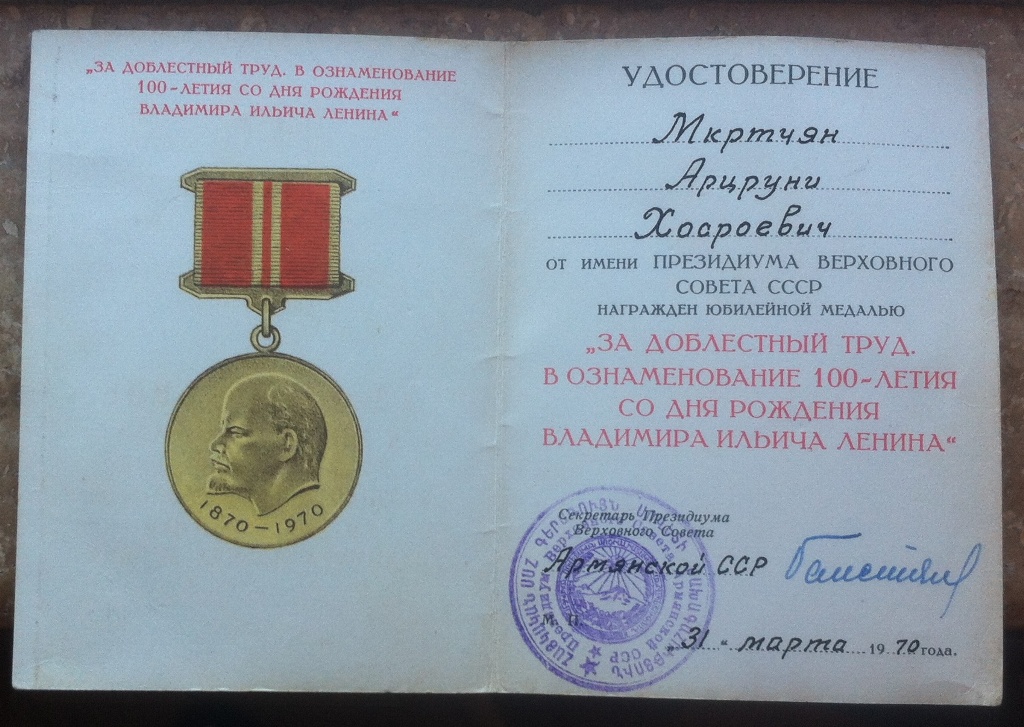 „ЗА ДОБЛЕСТНЫЙ ТРУД. В ОЗНАМЕНОВАНИЕ
100-ЛЕТИЯ СО ДНЯ РОЖДЕНИЯ
ВЛАДИМИРА ИЛЬИЧА ЛЕНИНА“
1870-1970
УДОСТОВЕРЕНИЕ
Мкртчян
Арцруни
Хосроевич
ОТ ИМЕНИ ПРЕЗИДИУМА ВЕРХОВНОГО
СОВЕТА СССР
НАГРАЖДЕН ЮБИЛЕЙНОЙ МЕДАЛЬЮ
„ЗА ДОБЛЕСТНЫЙ ТРУД.
В ОЗНАМЕНОВАНИЕ 100-ЛЕТИЯ
СО ДНЯ РОЖДЕНИЯ
ВЛАДИМИРА ИЛЬИЧА ЛЕНИНА“
Секретарь Президиума
Верховного Совета
Армянской ССР
М. П.
„31“ марта 1970 года.